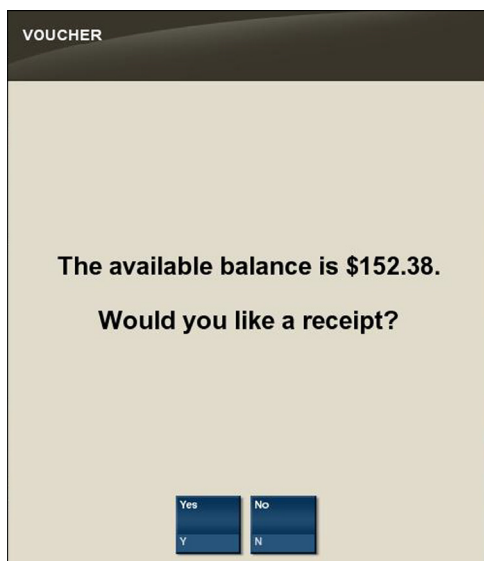 VOUCHER
The available balance is $152.38.
Would you like a receipt?
Yes No
Y N